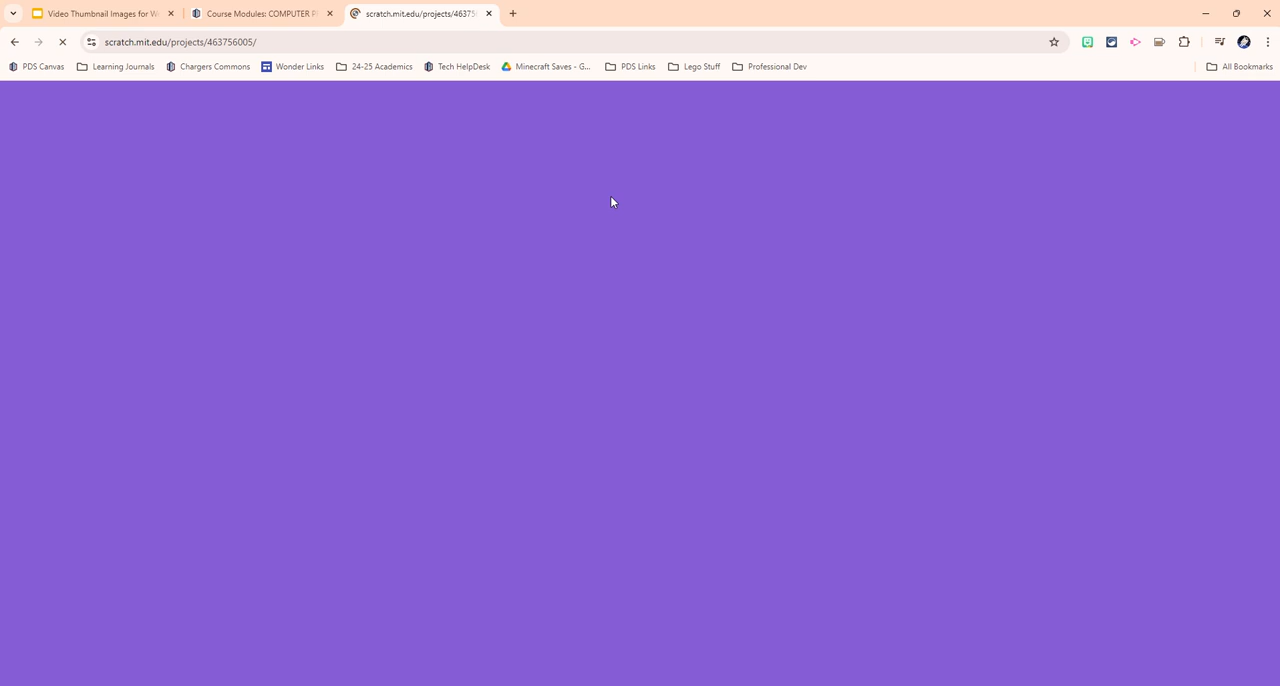 Video Thumbnail Images for W
Course Modules: COMPUTER P
scratch.mit.edu/projects/46375
scratch.mit.edu/projects/463756005/
PDS Canvas
Learning Journals
Chargers Commons
Wonder Links
24-25 Academics
Tech HelpDesk
Minecraft Saves - G...
PDS Links
Lego Stuff
Professional Dev
All Bookmarks